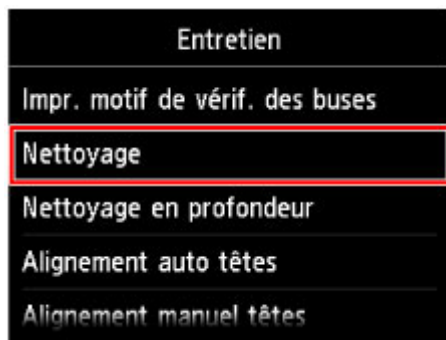 Entretien
Impr. motif de vérif. des buses
Nettoyage
Nettoyage en profondeur
Alignement auto têtes
Alignement manuel têtes